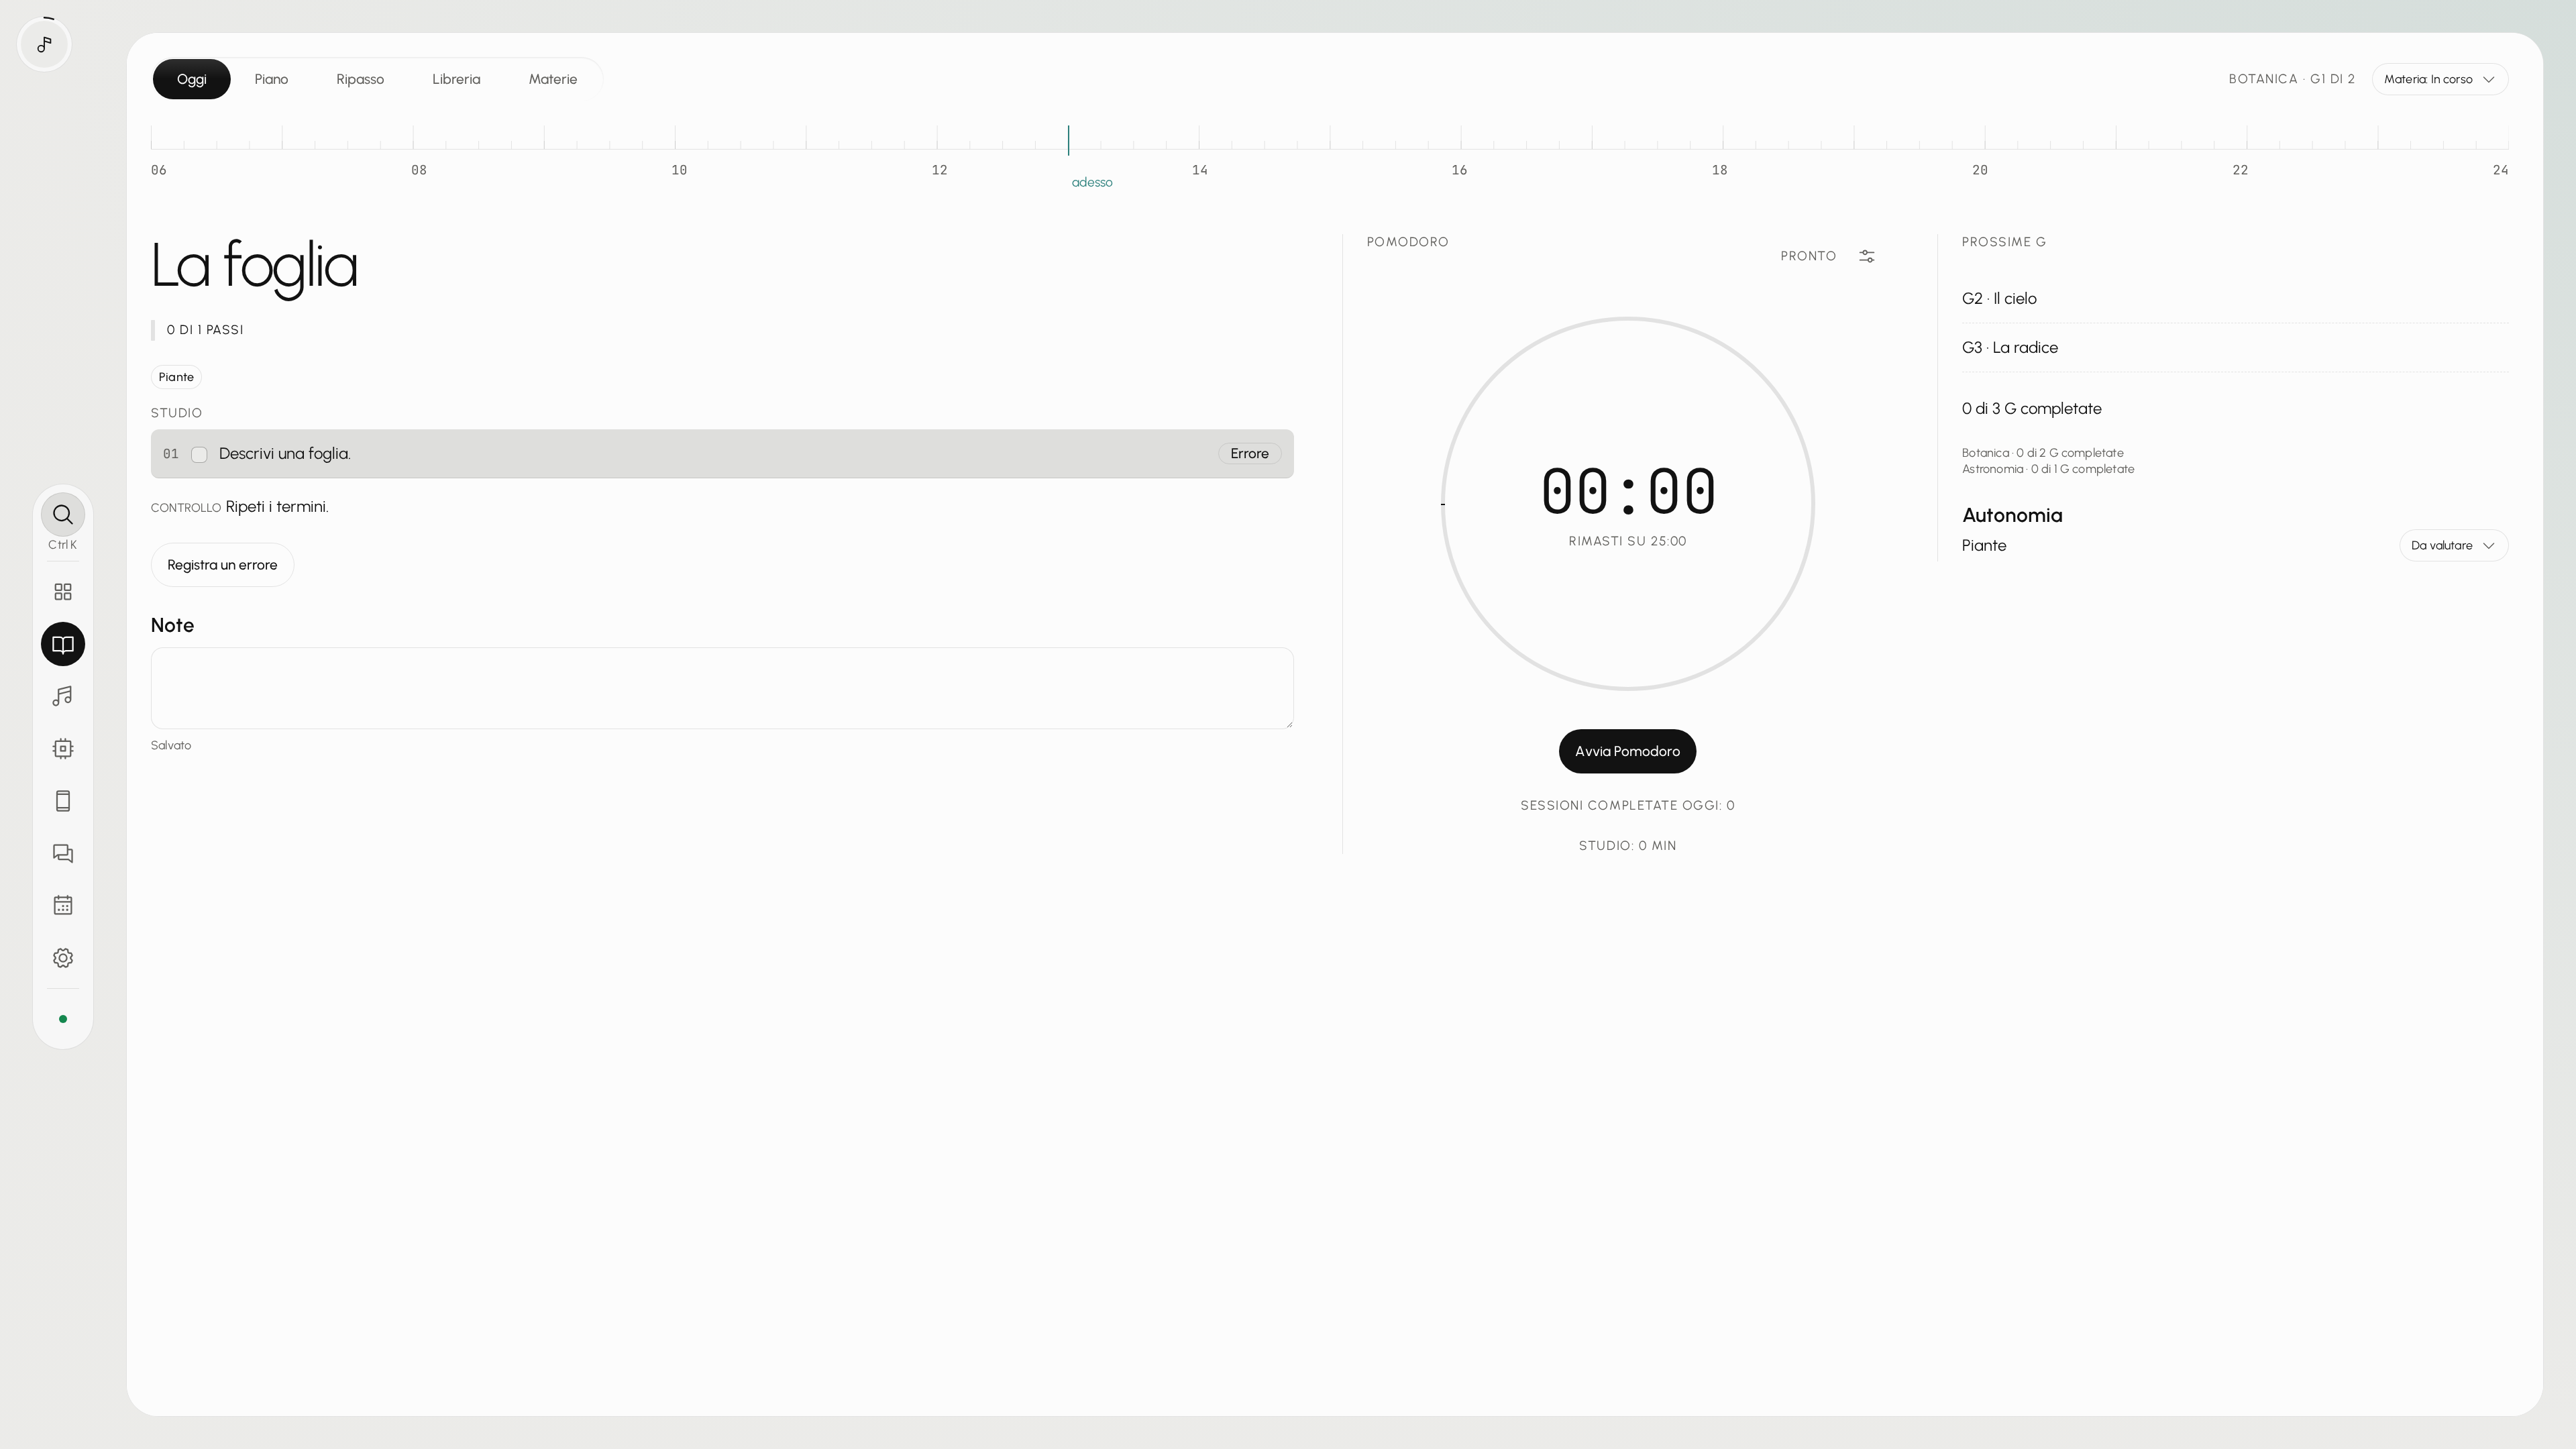 Oggi
Piano
Ripasso
Libreria
Materie
BOTANICA · G1 DI 2
Materia: In corso
06
08
10
12
14
16
18
20
22
24
adesso
La foglia
0 DI 1 PASSI
Piante
STUDIO
01 Descrivi una foglia.
Errore
CONTROLLO Ripeti i termini.
Registra un errore
Note
Salvato
POMODORO
PRONTO
00:00
RIMASTI SU 25:00
Avvia Pomodoro
SESSIONI COMPLETATE OGGI: 0
STUDIO: 0 MIN
PROSSIME G
G2 · Il cielo
G3 · La radice
0 di 3 G completate
Botanica · 0 di 2 G completate
Astronomia · 0 di 1 G completate
Autonomia
Piante
Da valutare
Ctrl K